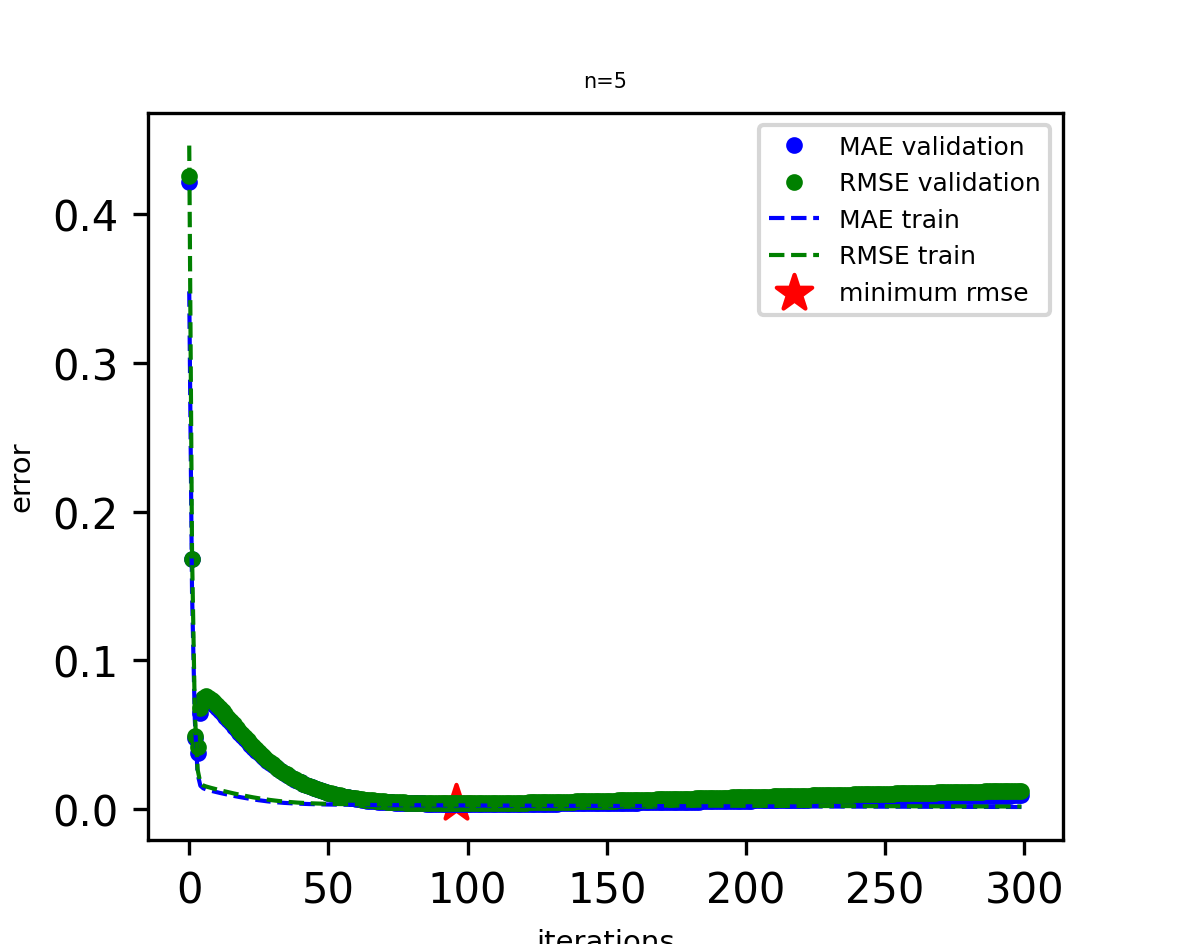 n=5
MAE validation
RMSE validation
MAE train
RMSE train
minimum rmse
error
0.4
0.3
0.2
0.1
0.0
0 50 100 150 200 250 300
iterations